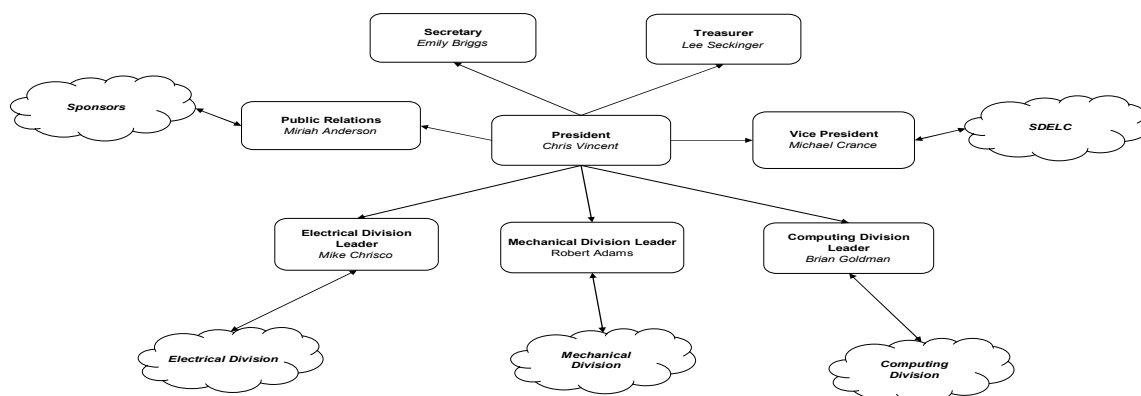 Secretary
Emily Briggs
Treasurer
Lee Seckinger
Sponsors
Public Relations
Miriah Anderson
President
Chris Vincent
Vice President
Michael Crance
SDELC
Electrical Division
Leader
Mike Chrisco
Mechanical Division Leader
Robert Adams
Computing Division
Leader
Brian Goldman
Electrical Division
Mechanical
Division
Computing
Division